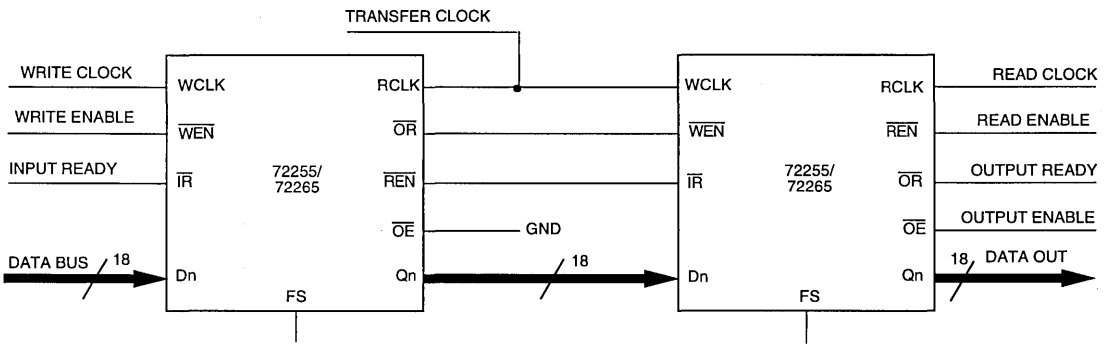 TRANSFER CLOCK
WRITE CLOCK
WCLK
RCLK
WCLK
RCLK
READ CLOCK
WRITE ENABLE
WEN
OR
WEN
REN
READ ENABLE
INPUT READY
IR
72255/
72265
REN
IR
72255/
72265
OR
OUTPUT READY
OE
GND
OE
OUTPUT ENABLE
DATA BUS
18
Dn
Qn
18
Dn
Qn
18
DATA OUT
FS
FS